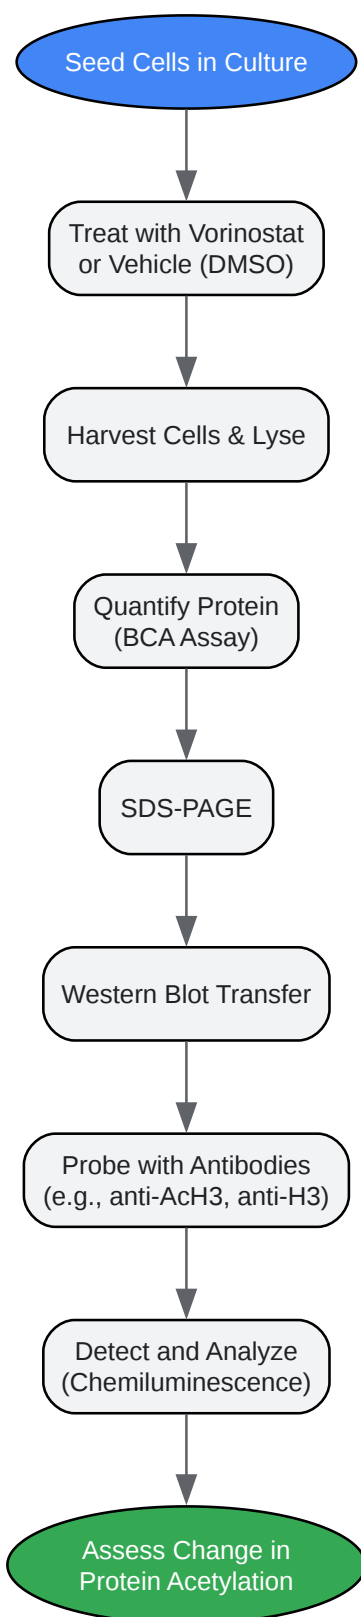 Seed Cells in Culture
Treat with Vorinostat
or Vehicle (DMSO)
Harvest Cells & Lyse
Quantify Protein
(BCA Assay)
SDS-PAGE
Western Blot Transfer
Probe with Antibodies
(e.g., anti-AcH3, anti-H3)
Detect and Analyze
(Chemiluminescence)
Assess Change in
Protein Acetylation